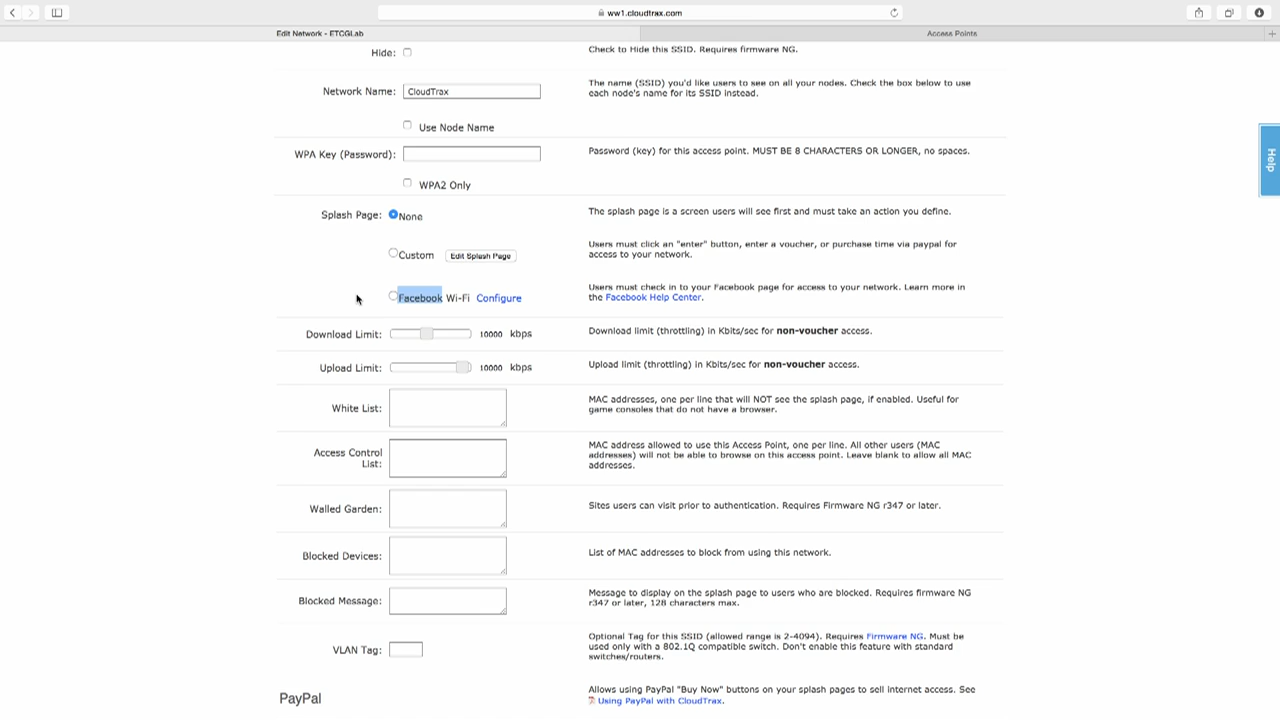 ww1.cloudtrax.com
Edit Network - ETCGLab
Access Points
Hide:
Check to Hide this SSID. Requires firmware NG.
Network Name:
CloudTrax
The name (SSID) you'd like users to see on all your nodes. Check the box below to use
each node's name for its SSID instead.
Use Node Name
WPA Key (Password):
Password (key) for this access point. MUST BE 8 CHARACTERS OR LONGER, no spaces.
WPA2 Only
Splash Page:
None
The splash page is a screen users will see first and must take an action you define.
Custom
Edit Splash Page
Users must click an "enter" button, enter a voucher, or purchase time via paypal for
access to your network.
Facebook Wi-Fi Configure
Users must check in to your Facebook page for access to your network. Learn more in
the Facebook Help Center.
Download Limit:
10000 kbps
Download limit (throttling) in Kbits/sec for non-voucher access.
Upload Limit:
10000 kbps
Upload limit (throttling) in Kbits/sec for non-voucher access.
White List:
MAC addresses, one per line that will NOT see the splash page, if enabled. Useful for
game consoles that do not have a browser.
Access Control
List:
MAC address allowed to use this Access Point, one per line. All other users (MAC
addresses) will not be able to browse on this access point. Leave blank to allow all MAC
addresses.
Walled Garden:
Sites users can visit prior to authentication. Requires Firmware NG r347 or later.
Blocked Devices:
List of MAC addresses to block from using this network.
Blocked Message:
Message to display on the splash page to users who are blocked. Requires firmware NG
r347 or later, 128 characters max.
VLAN Tag:
Optional Tag for this SSID (allowed range is 2-4094). Requires Firmware NG. Must be
used only with a 802.1Q compatible switch. Don't enable this feature with standard
switches/routers.
PayPal
Allows using PayPal "Buy Now" buttons on your splash pages to sell internet access. See
Using PayPal with CloudTrax.
Help